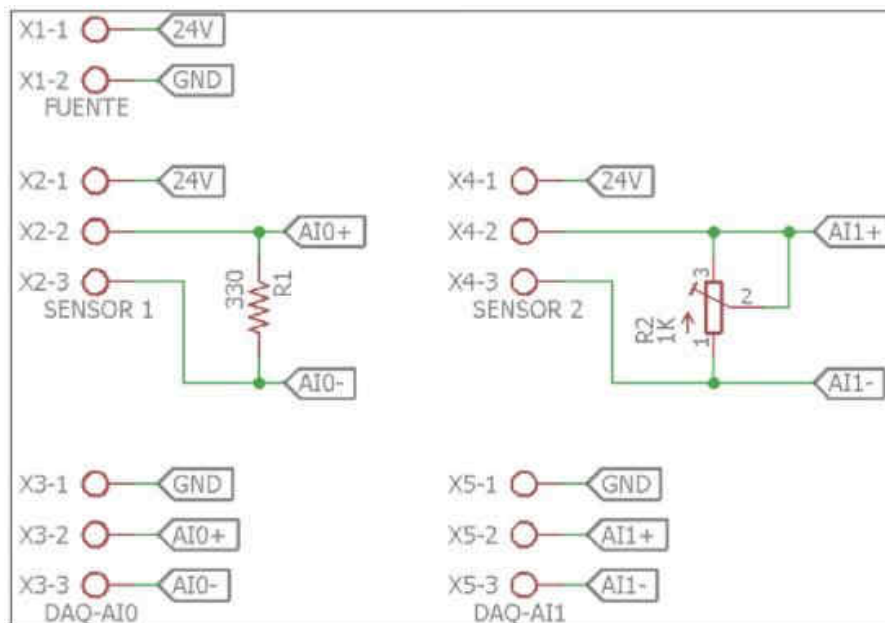 X1-1 24V
X1-2 GND
FUENTE
X2-1 24V
X2-2 AI0+
X2-3
SENSOR 1
330
R1
AI0-
X4-1 24V
X4-2 AI1+
X4-3
SENSOR 2
R2
1K
3
2
1
AI1-
X3-1 GND
X3-2 AI0+
X3-3 AI0-
DAQ-AI0
X5-1 GND
X5-2 AI1+
X5-3 AI1-
DAQ-AI1